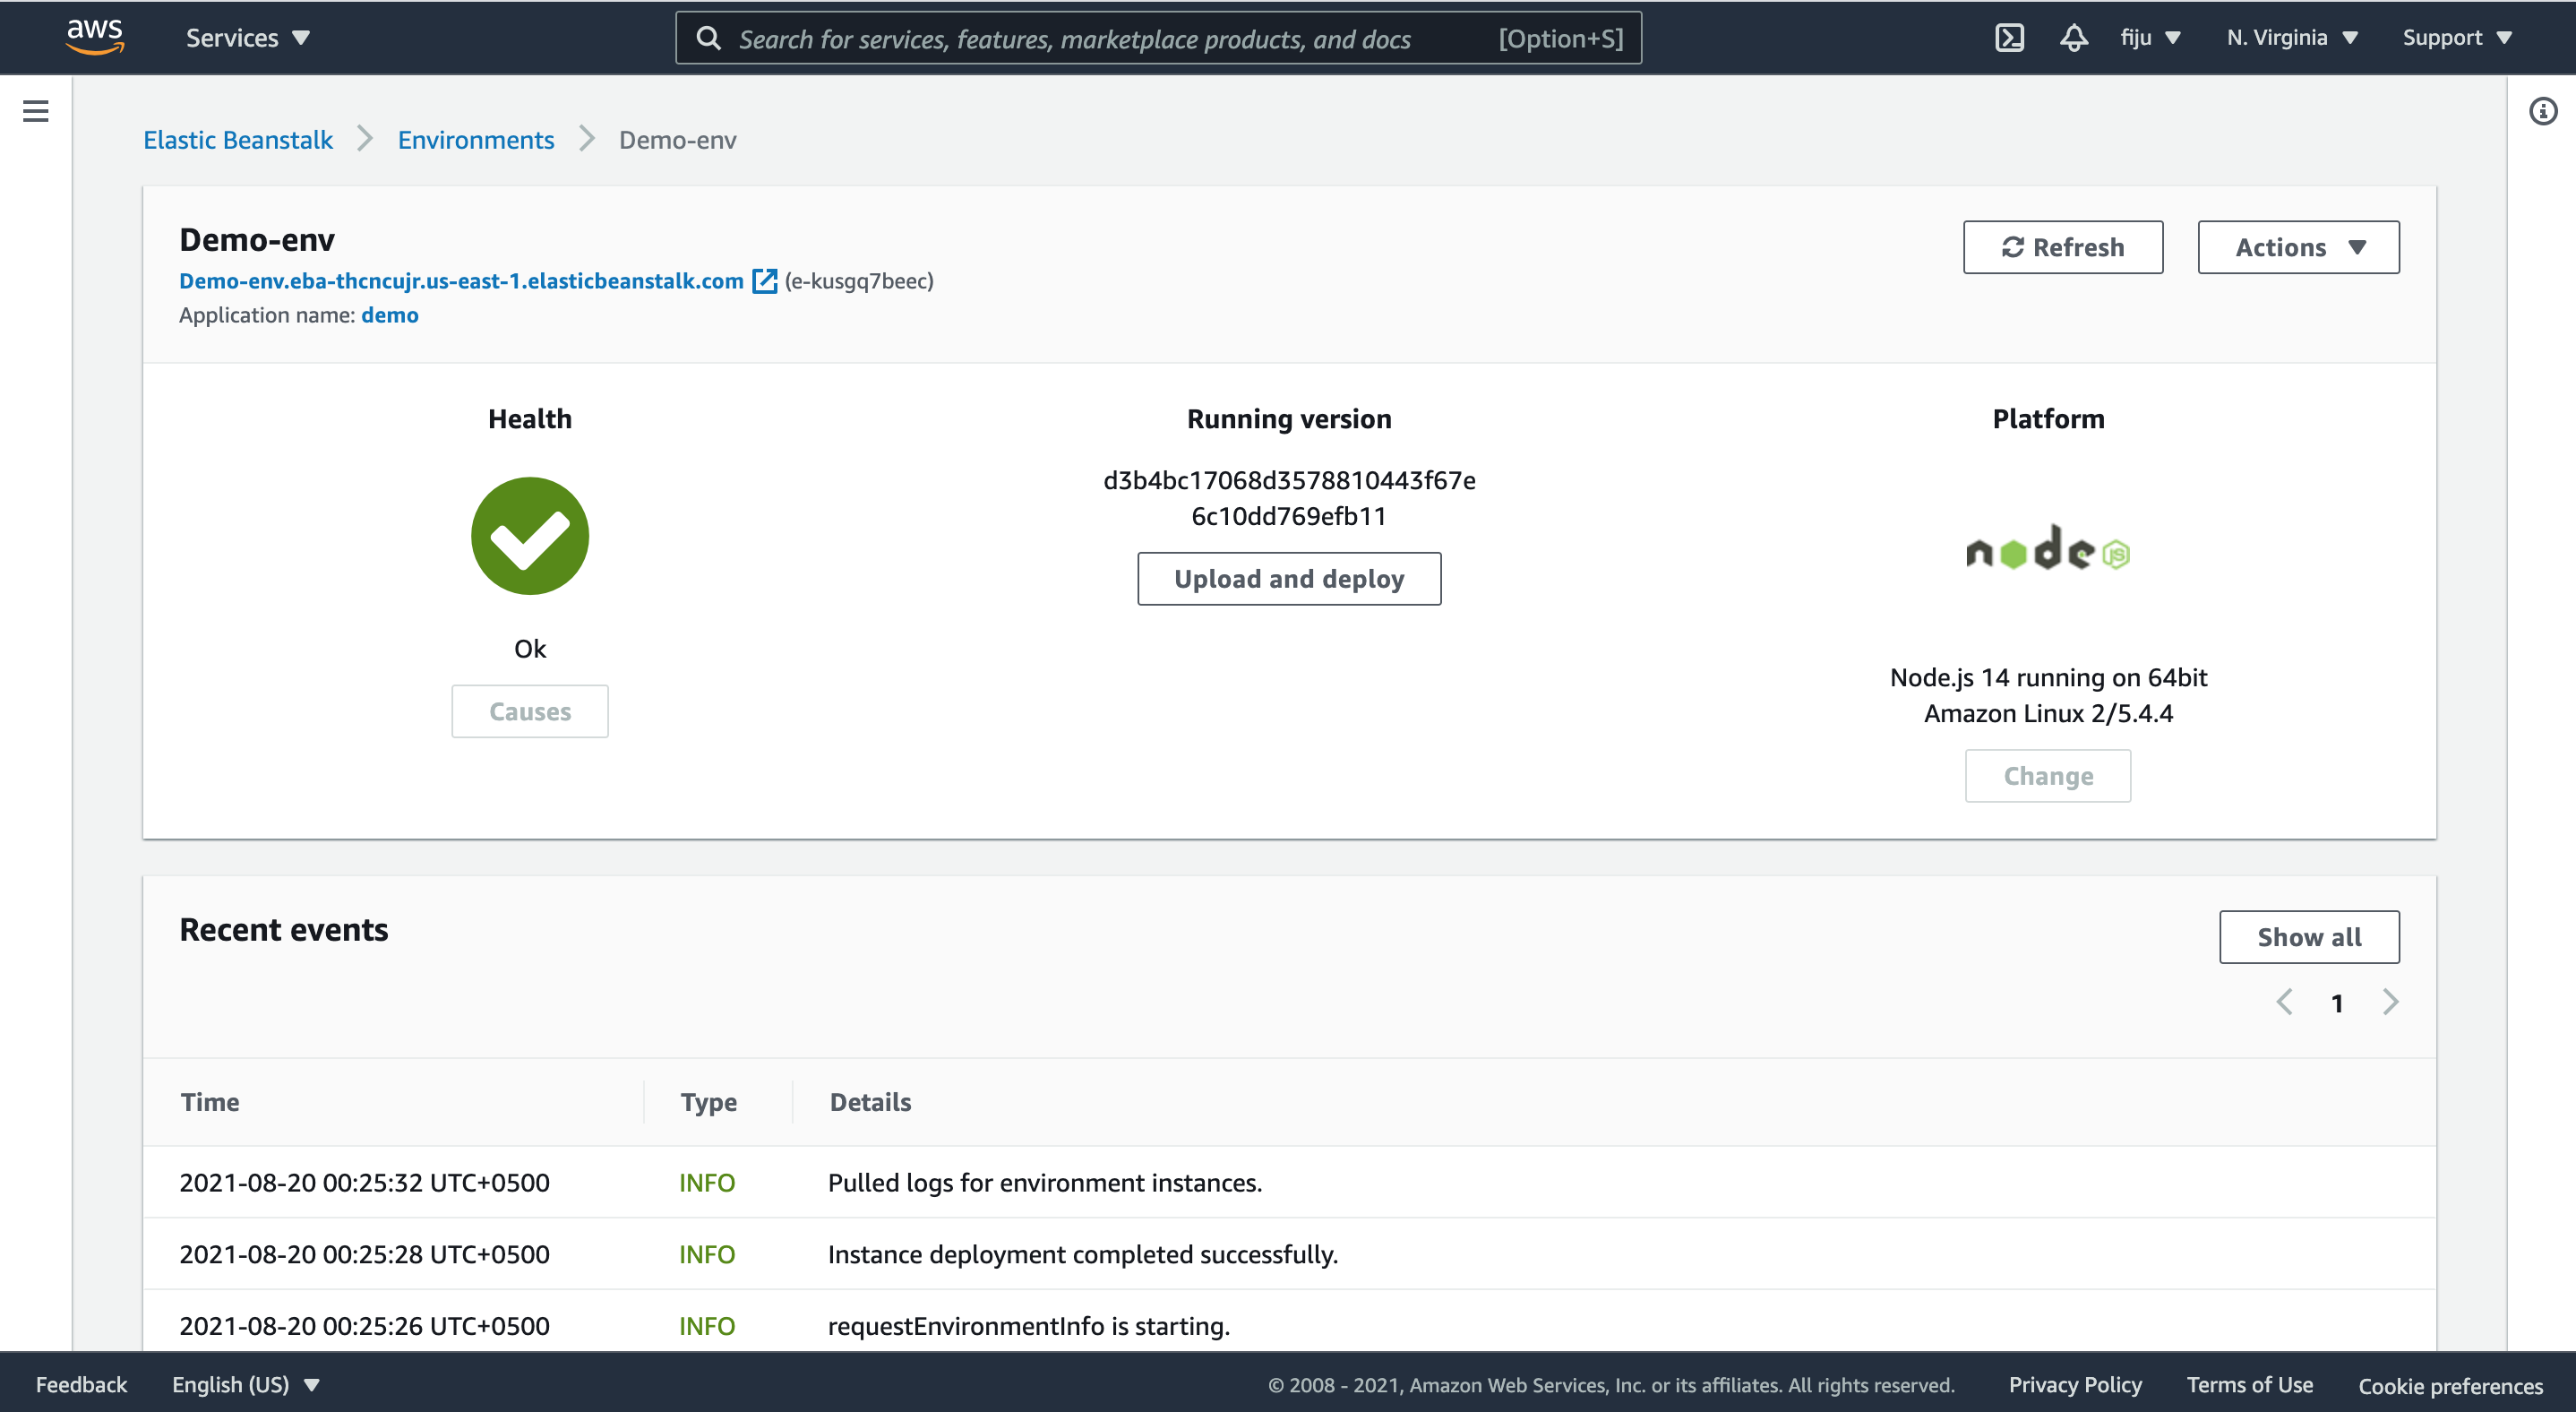 aws Services Search for services, features, marketplace products, and docs [Option+S] fiju N. Virginia Support
Elastic Beanstalk Environments Demo-env
Demo-env
Refresh Actions
Demo-env.eba-thcncujr.us-east-1.elasticbeanstalk.com (e-kusgq7beec)
Application name: demo
Health Running version Platform
d3b4bc17068d3578810443f67e
6c10dd769efb11
node JS
Upload and deploy
Ok
Node.js 14 running on 64bit
Causes
Amazon Linux 2/5.4.4
Change
Recent events
Show all
1
Time Type Details
2021-08-20 00:25:32 UTC+0500 INFO Pulled logs for environment instances.
2021-08-20 00:25:28 UTC+0500 INFO Instance deployment completed successfully.
2021-08-20 00:25:26 UTC+0500 INFO requestEnvironmentInfo is starting.
Feedback English (US) © 2008 - 2021, Amazon Web Services, Inc. or its affiliates. All rights reserved. Privacy Policy Terms of Use Cookie preferences